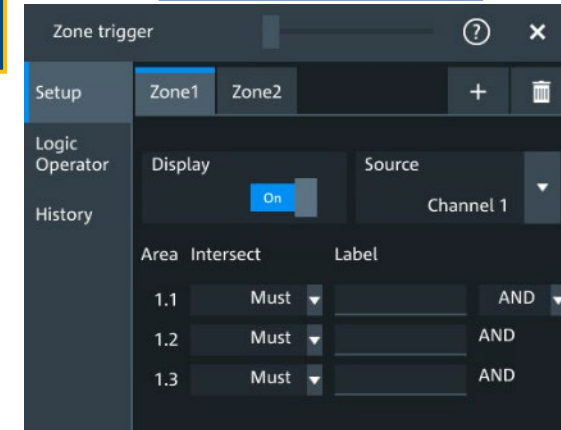 Zone trigger ? ×
Setup Zone1 Zone2 +
Logic
Operator
Display Source
On
History Channel 1
Area Intersect Label
1.1 Must AND
1.2 Must AND
1.3 Must AND